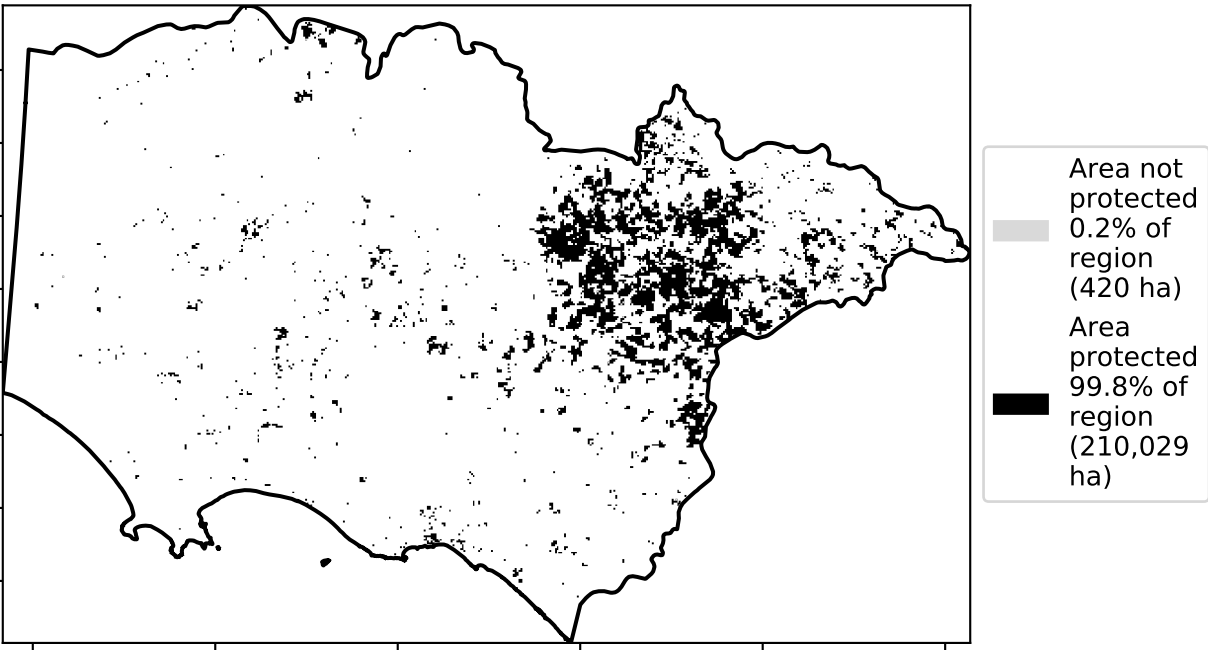 Area not
protected
0.2% of
region
(420 ha)
Area
protected
99.8% of
region
(210,029
ha)